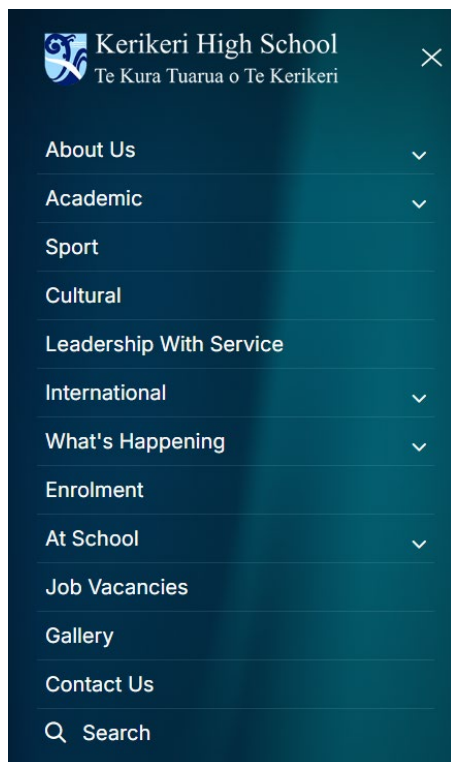 Kerikeri High School
Te Kura Tuarua o Te Kerikeri
About Us
Academic
Sport
Cultural
Leadership With Service
International
What's Happening
Enrolment
At School
Job Vacancies
Gallery
Contact Us
Search